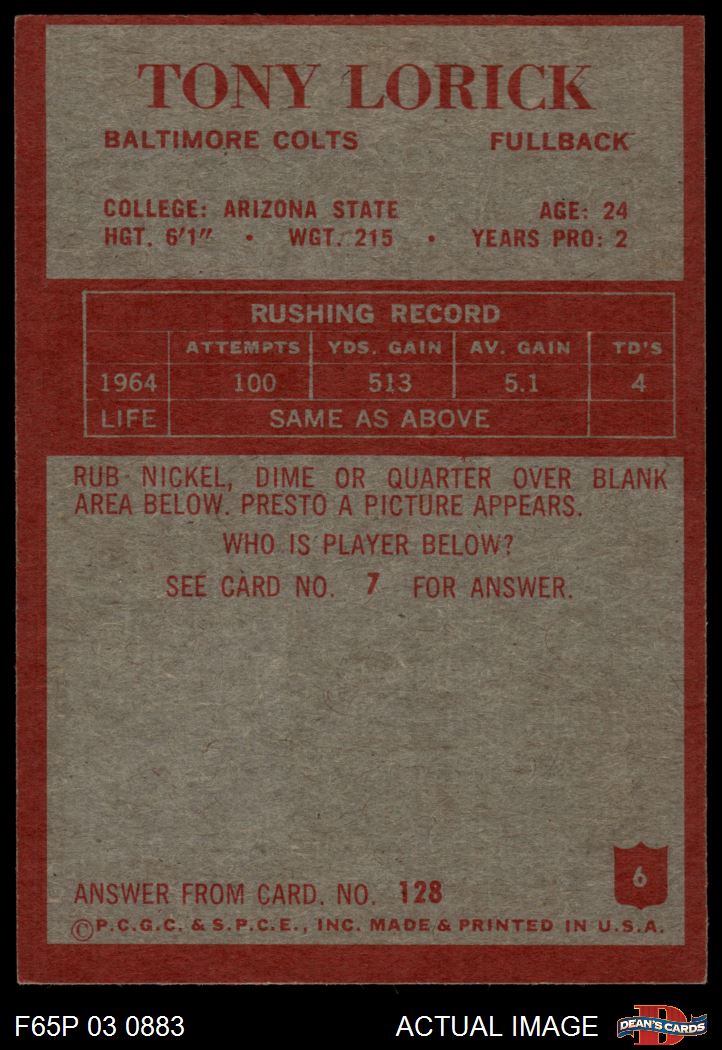 TONY LORICK
BALTIMORE COLTS FULLBACK
COLLEGE: ARIZONA STATE AGE: 24
HGT. 6'1" • WGT. 215 • YEARS PRO: 2
RUSHING RECORD
ATTEMPTS YDS. GAIN AV. GAIN TD'S
1964 100 513 5.1 4
LIFE SAME AS ABOVE
RUB NICKEL, DIME OR QUARTER OVER BLANK
AREA BELOW. PRESTO A PICTURE APPEARS.
WHO IS PLAYER BELOW?
SEE CARD NO. 7 FOR ANSWER.
6
ANSWER FROM CARD. NO. 128
©P.C.G.C. & S.P.C.E., INC. MADE & PRINTED IN U.S.A.
F65P 03 0883 ACTUAL IMAGE
D
DEAN'S CARDS